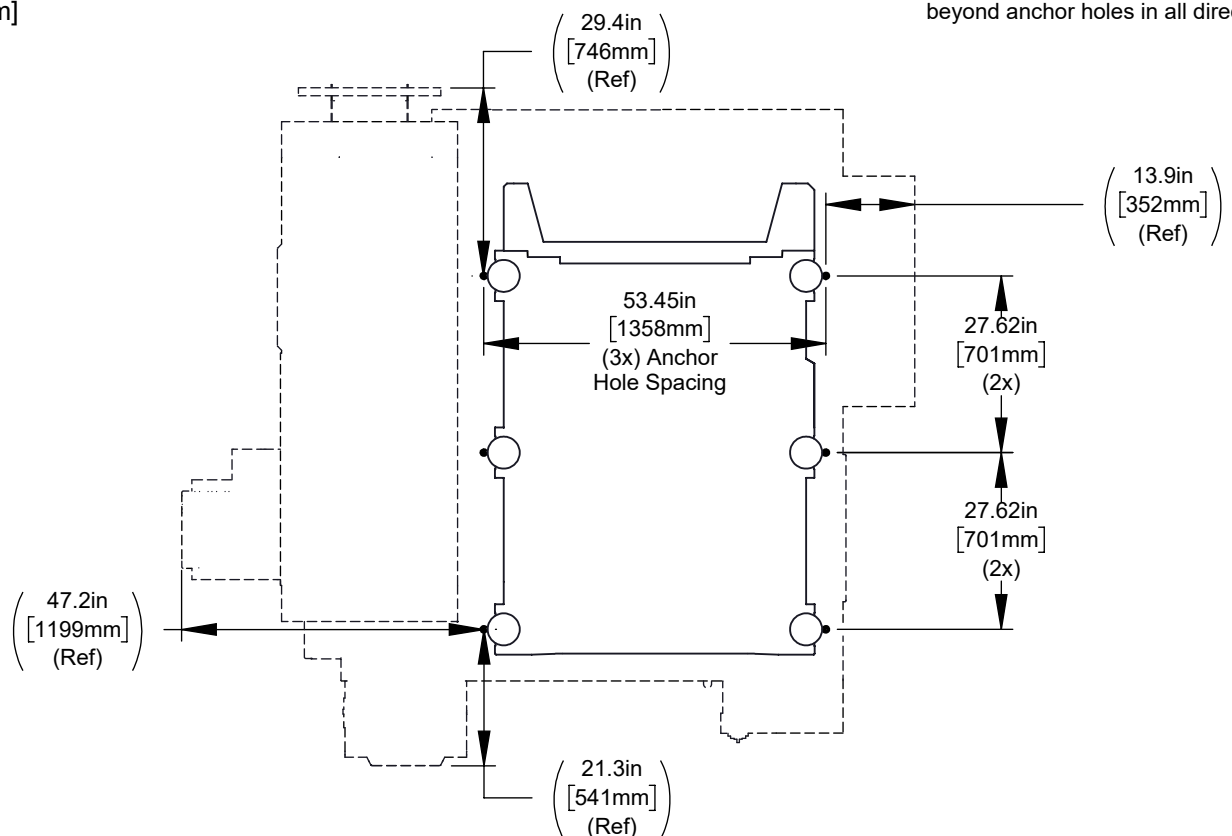 m]
beyond anchor holes in all direc
29.4in
[746mm]
(Ref)
13.9in
[352mm]
(Ref)
53.45in
[1358mm]
(3x) Anchor
Hole Spacing
27.62in
[701mm]
(2x)
27.62in
[701mm]
(2x)
47.2in
[1199mm]
(Ref)
21.3in
[541mm]
(Ref)